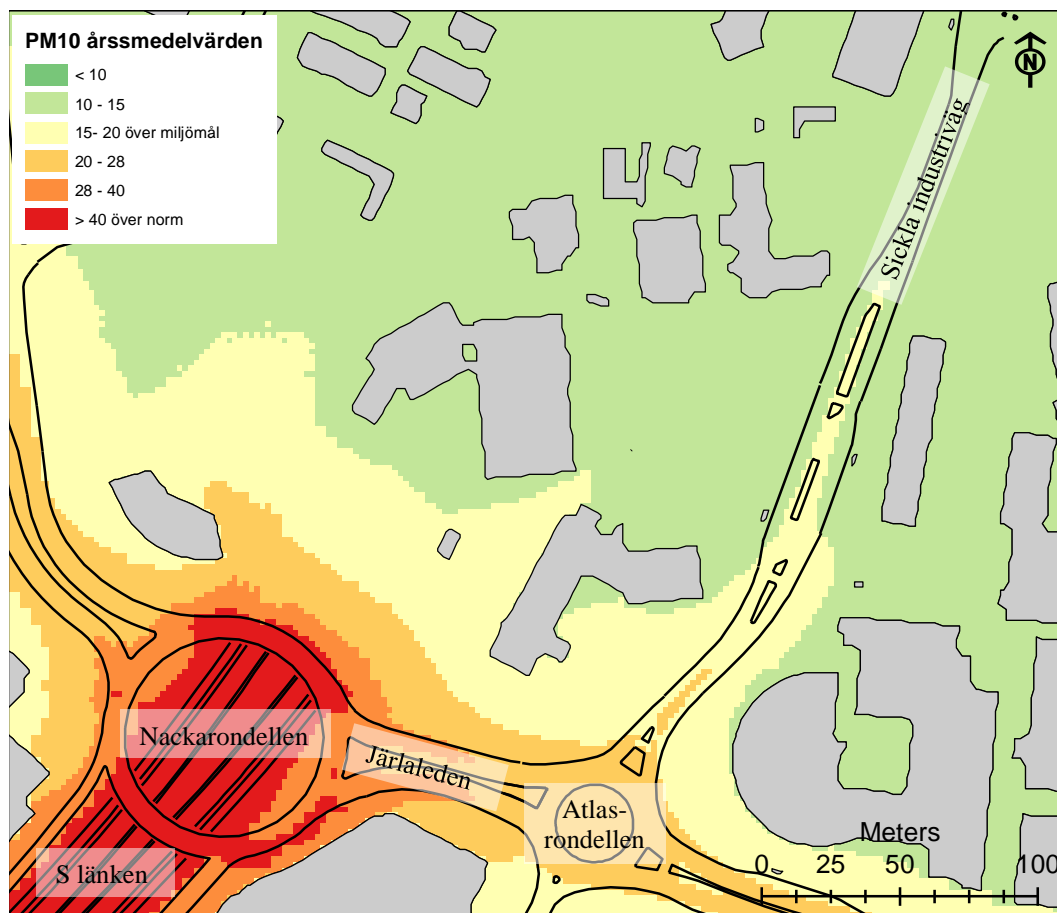 PM10 årssmedelvärden
< 10
10 - 15
15- 20 över miljömål
20 - 28
28 - 40
> 40 över norm
N
Sickla industriväg
Nackarondellen
Järlaleden
Atlas-
rondellen
S länken
Meters
0 25 50 100